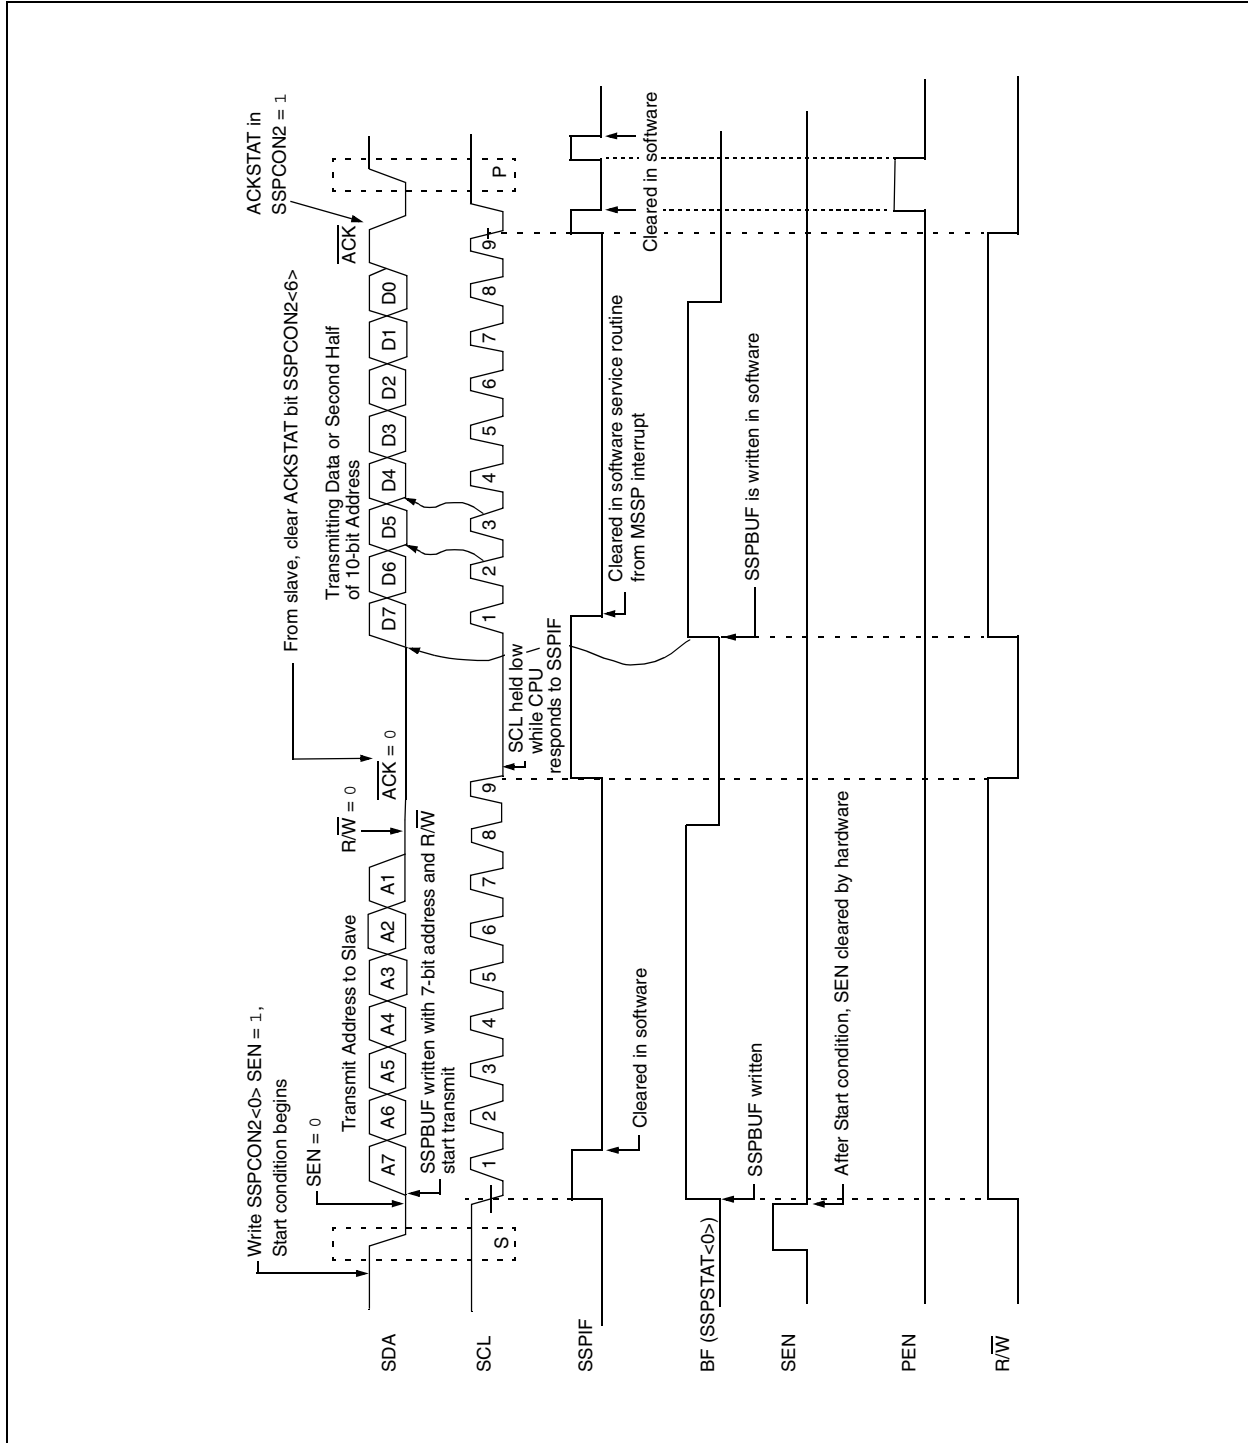 Write SSPCON2<0> SEN = 1,
Start condition begins
SEN = 0
From slave, clear ACKSTAT bit SSPCON2<6>
ACKSTAT in
SSPCON2 = 1
Transmit Address to Slave
R/W = 0
ACK = 0
Transmitting Data or Second Half
of 10-bit Address
ACK
SDA
A7 A6 A5 A4 A3 A2 A1
D7 D6 D5 D4 D3 D2 D1 D0
SSPBUF written with 7-bit address and R/W
start transmit
SCL
S
1 2 3 4 5 6 7 8 9
1 2 3 4 5 6 7 8 9
P
SCL held low
while CPU
responds to SSPIF
SSPIF
Cleared in software
Cleared in software service routine
from MSSP interrupt
Cleared in software
BF (SSPSTAT<0>)
SSPBUF written
SSPBUF is written in software
SEN
After Start condition, SEN cleared by hardware
PEN
R/W